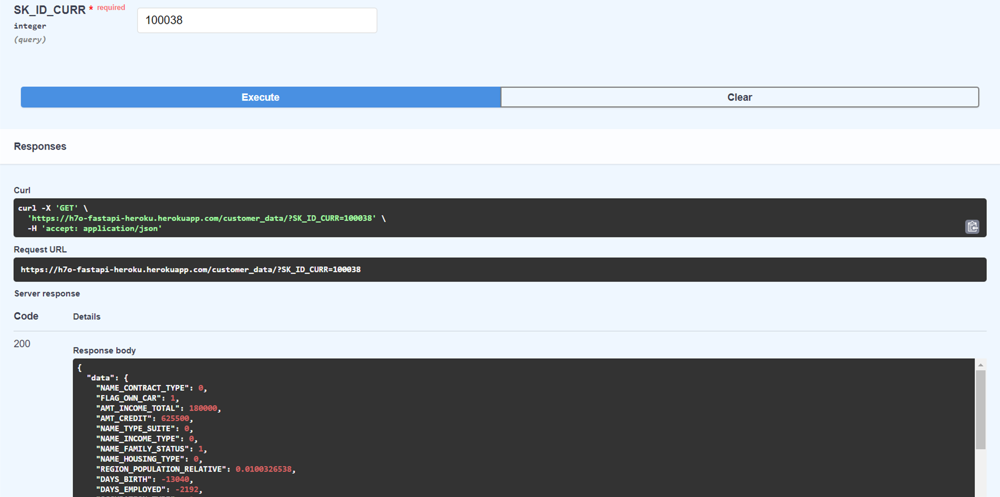 SK_ID_CURR * required
100038
integer
(query)
Execute
Clear
Responses
Curl
curl -X 'GET' \
'https://h7o-fastapi-heroku.herokuapp.com/customer_data/?SK_ID_CURR=100038' \
-H 'accept: application/json'
Request URL
https://h7o-fastapi-heroku.herokuapp.com/customer_data/?SK_ID_CURR=100038
Server response
Code Details
200
Response body
{
"data": {
"NAME_CONTRACT_TYPE": 0,
"FLAG_OWN_CAR": 1,
"AMT_INCOME_TOTAL": 180000,
"AMT_CREDIT": 625500,
"NAME_TYPE_SUITE": 0,
"NAME_INCOME_TYPE": 0,
"NAME_FAMILY_STATUS": 1,
"NAME_HOUSING_TYPE": 0,
"REGION_POPULATION_RELATIVE": 0.0100326538,
"DAYS_BIRTH": -13040,
"DAYS_EMPLOYED": -2192,